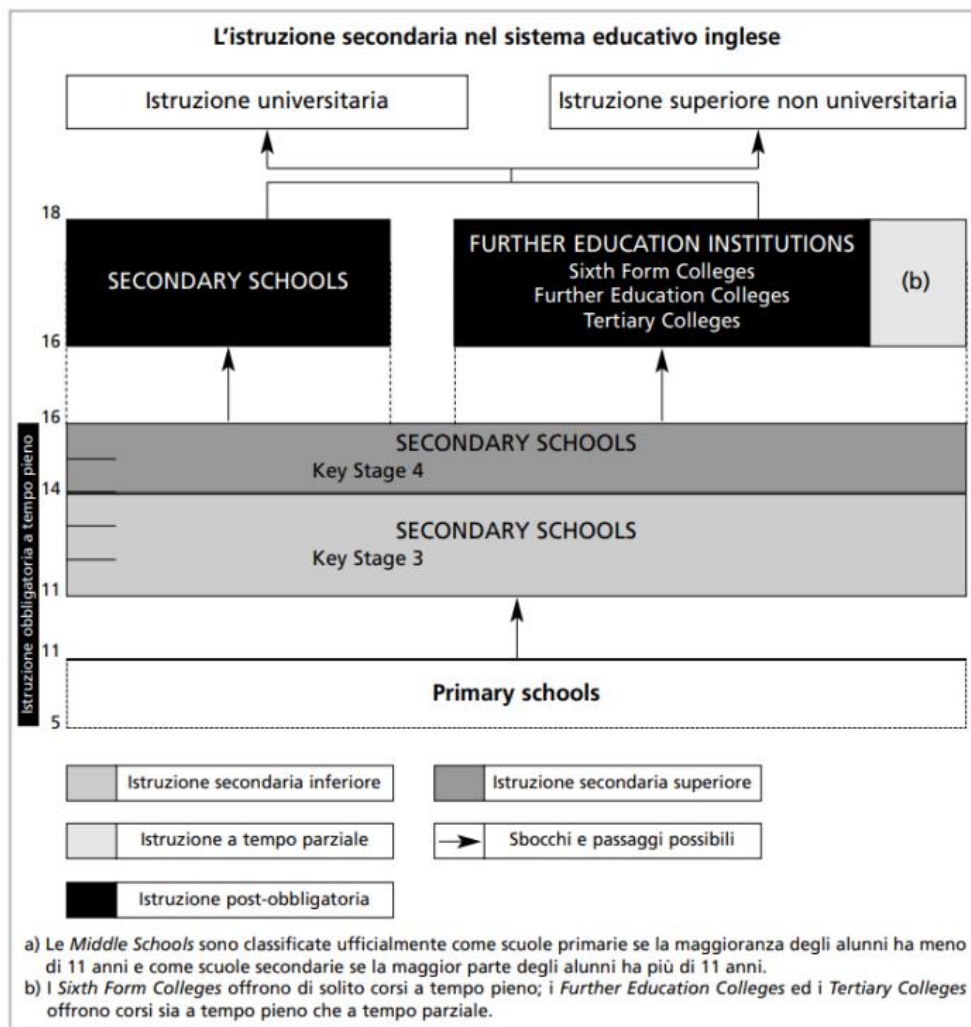 L'istruzione secondaria nel sistema educativo inglese
Istruzione universitaria
Istruzione superiore non universitaria
18
SECONDARY SCHOOLS
FURTHER EDUCATION INSTITUTIONS
Sixth Form Colleges
Further Education Colleges
Tertiary Colleges
(b)
16
16
SECONDARY SCHOOLS
Key Stage 4
14
SECONDARY SCHOOLS
Key Stage 3
11
Istruzione obbligatoria a tempo pieno
11
Primary schools
5
Istruzione secondaria inferiore
Istruzione secondaria superiore
Istruzione a tempo parziale
Sbocchi e passaggi possibili
Istruzione post-obbligatoria
a) Le Middle Schools sono classificate ufficialmente come scuole primarie se la maggioranza degli alunni ha meno
di 11 anni e come scuole secondarie se la maggior parte degli alunni ha più di 11 anni.
b) I Sixth Form Colleges offrono di solito corsi a tempo pieno; i Further Education Colleges ed i Tertiary Colleges
offrono corsi sia a tempo pieno che a tempo parziale.